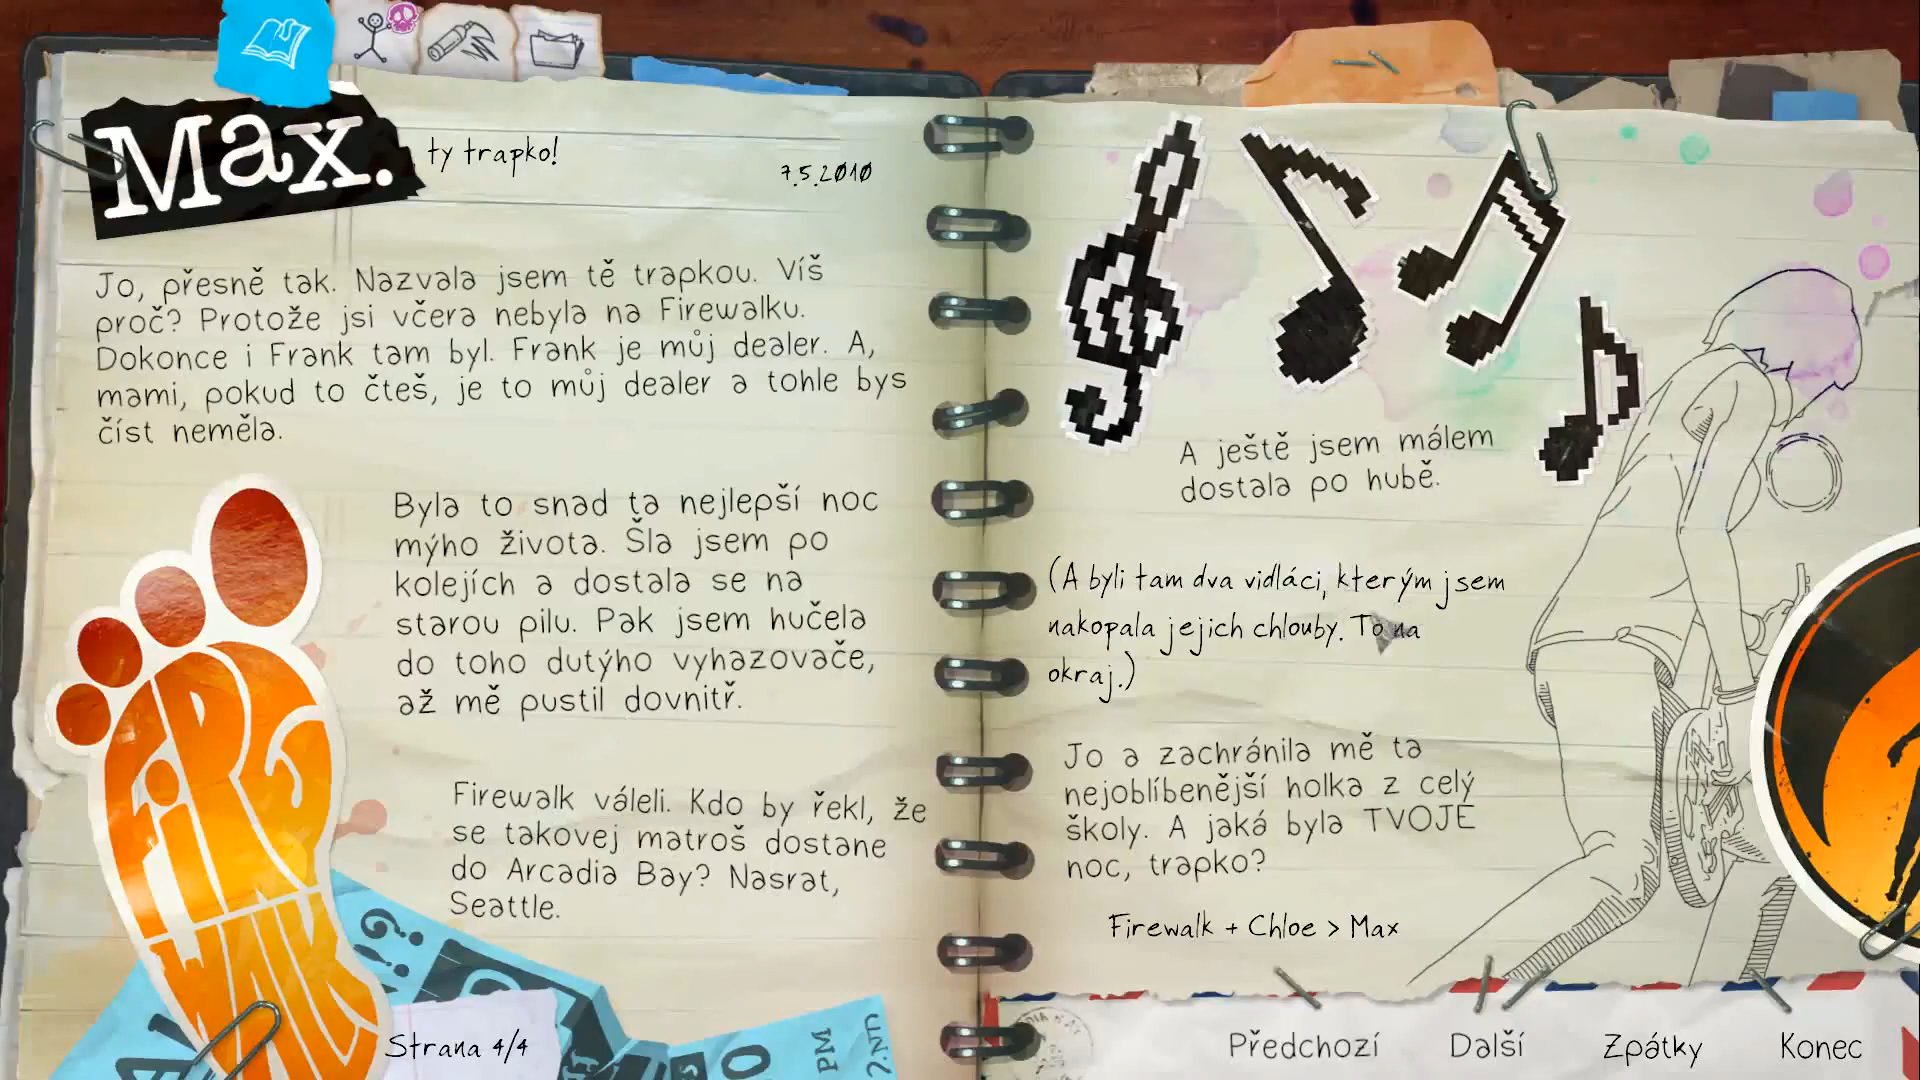 Max.
, ty trapko!
7.5.2010
Jo, přesně tak. Nazvala jsem tě trapkou. Víš
proč? Protože jsi včera nebyla na Firewalku.
Dokonce i Frank tam byl. Frank je můj dealer. A,
mami, pokud to čteš, je to můj dealer a tohle bys
číst neměla.
Byla to snad ta nejlepší noc
mýho života. Šla jsem po
kolejích a dostala se na
starou pilu. Pak jsem hučela
do toho dutýho vyhazovače,
až mě pustil dovnitř.
Firewalk váleli. Kdo by řekl, že
se takovej matroš dostane
do Arcadia Bay? Nasrat,
Seattle.
FIRE
WALK
PM
Strana 4/4
A ještě jsem málem
dostala po hubě.
(A byli tam dva vidláci, kterým jsem
nakopala jejich chlouby. To na
okraj.)
Jo a zachránila mě ta
nejoblíbenější holka z celý
školy. A jaká byla TVOJE
noc, trapko?
Firewalk + Chloe > Max
Předchozí
Další
Zpátky
Konec